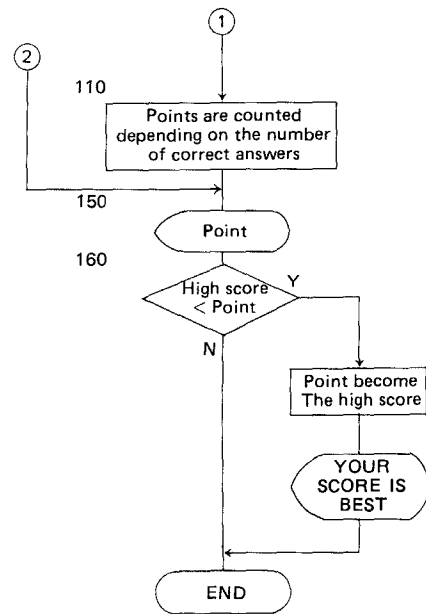 1
2
110
Points are counted
depending on the number
of correct answers
150
Point
160
High score
< Point
Y
N
Point become
The high score
YOUR
SCORE IS
BEST
END